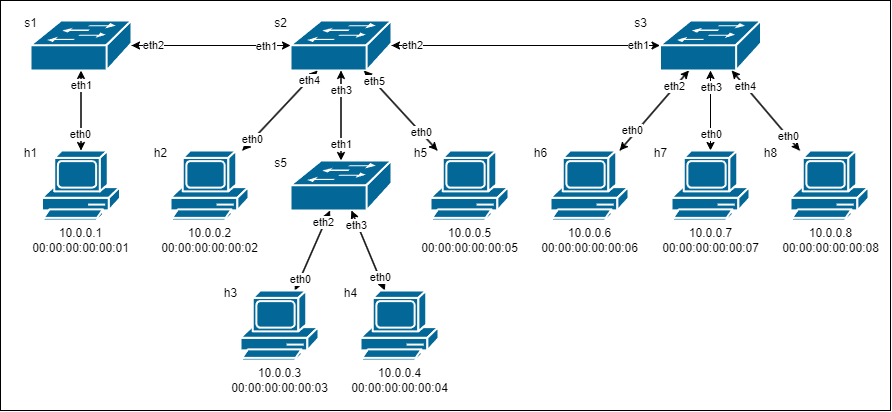 s1
s2
s3
eth2
eth1
eth2
eth1
eth1
eth4
eth3
eth5
eth2
eth3
eth4
eth0
eth0
eth1
eth0
eth0
eth0
eth0
h1
h2
s5
h5
h6
h7
h8
eth2
eth3
10.0.0.1
00:00:00:00:00:01
10.0.0.2
00:00:00:00:00:02
10.0.0.5
00:00:00:00:00:05
10.0.0.6
00:00:00:00:00:06
10.0.0.7
00:00:00:00:00:07
10.0.0.8
00:00:00:00:00:08
eth0
eth0
h3
h4
10.0.0.3
00:00:00:00:00:03
10.0.0.4
00:00:00:00:00:04